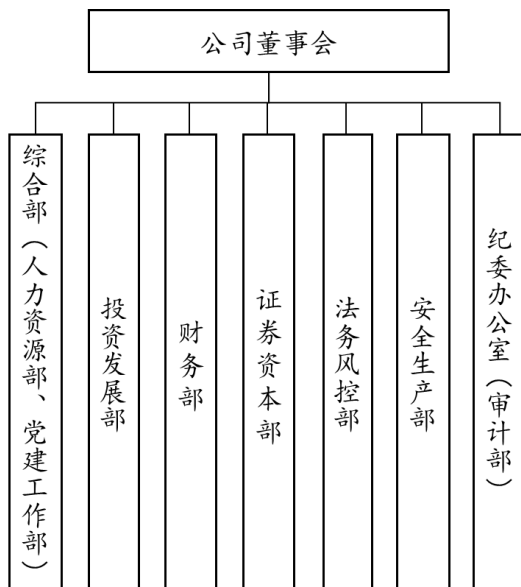 公司董事会
综合部（人力资源部、党建工作部）
投资发展部
财务部
证券资本部
法务风控部
安全生产部
纪委办公室（审计部）